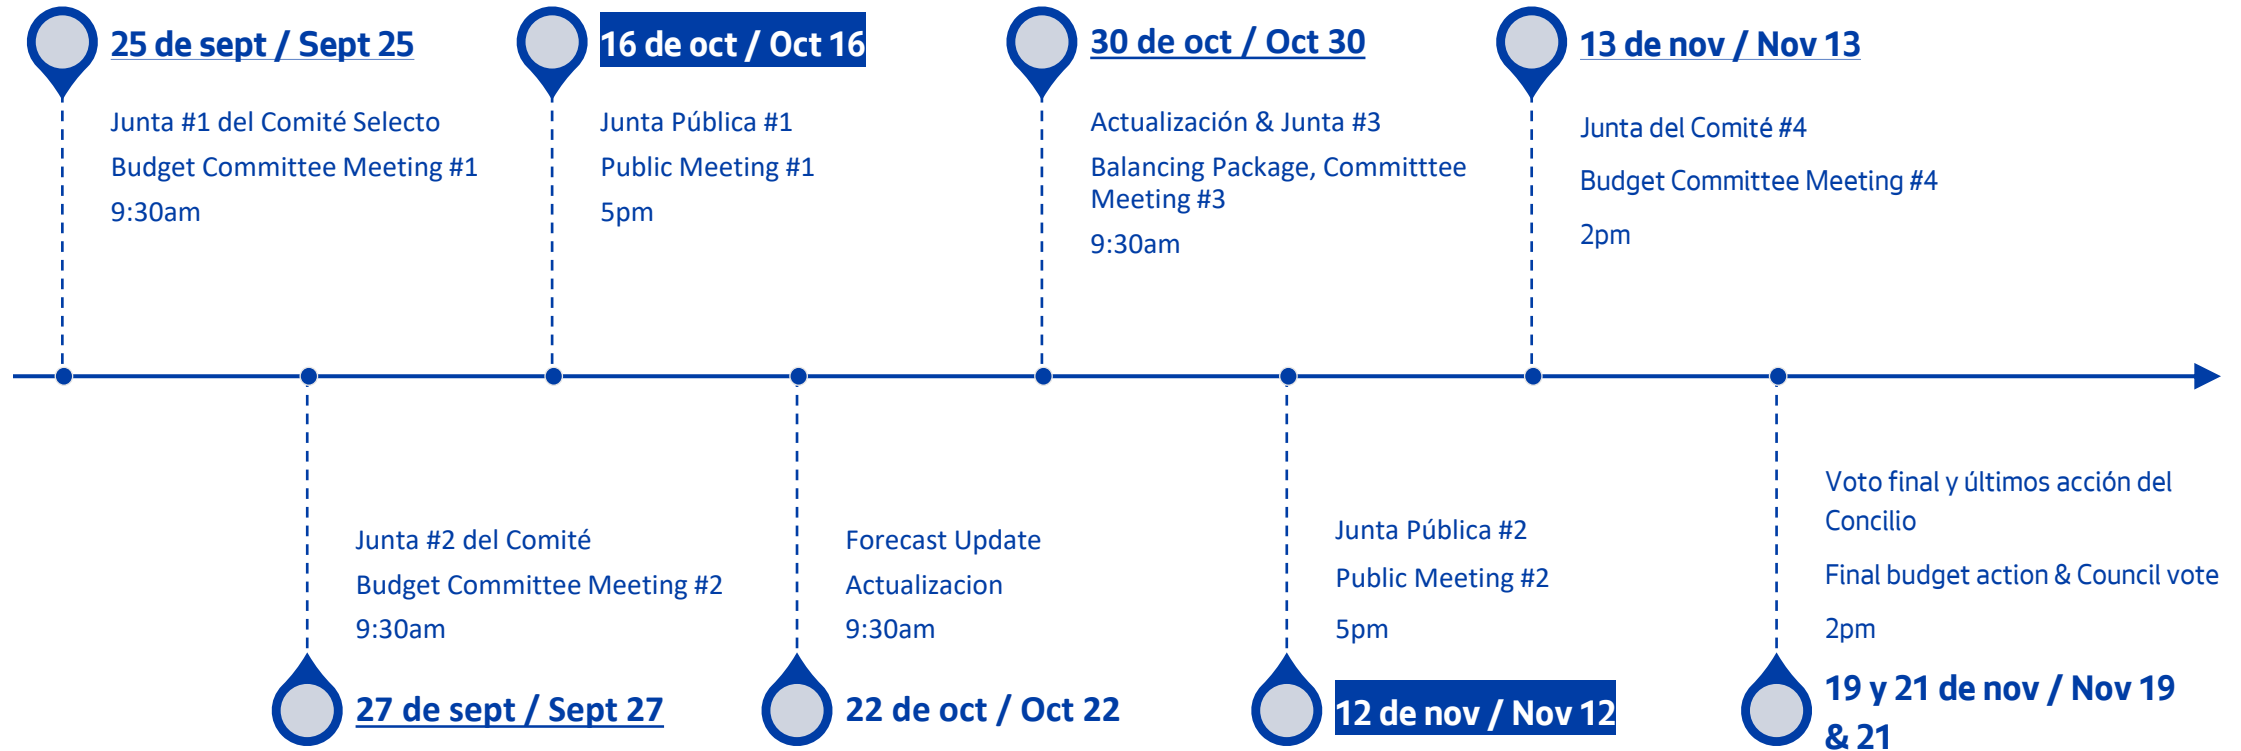 25 de sept / Sept 25
Junta #1 del Comité Selecto
Budget Committee Meeting #1
9:30am
16 de oct / Oct 16
Junta Pública #1
Public Meeting #1
5pm
30 de oct / Oct 30
Actualización & Junta #3
Balancing Package, Committtee
Meeting #3
9:30am
13 de nov / Nov 13
Junta del Comité #4
Budget Committee Meeting #4
2pm
Junta #2 del Comité
Budget Committee Meeting #2
9:30am
27 de sept / Sept 27
Forecast Update
Actualizacion
9:30am
22 de oct / Oct 22
Junta Pública #2
Public Meeting #2
5pm
12 de nov / Nov 12
Voto final y últimos acción del
Concilio
Final budget action & Council vote
2pm
19 y 21 de nov / Nov 19
& 21